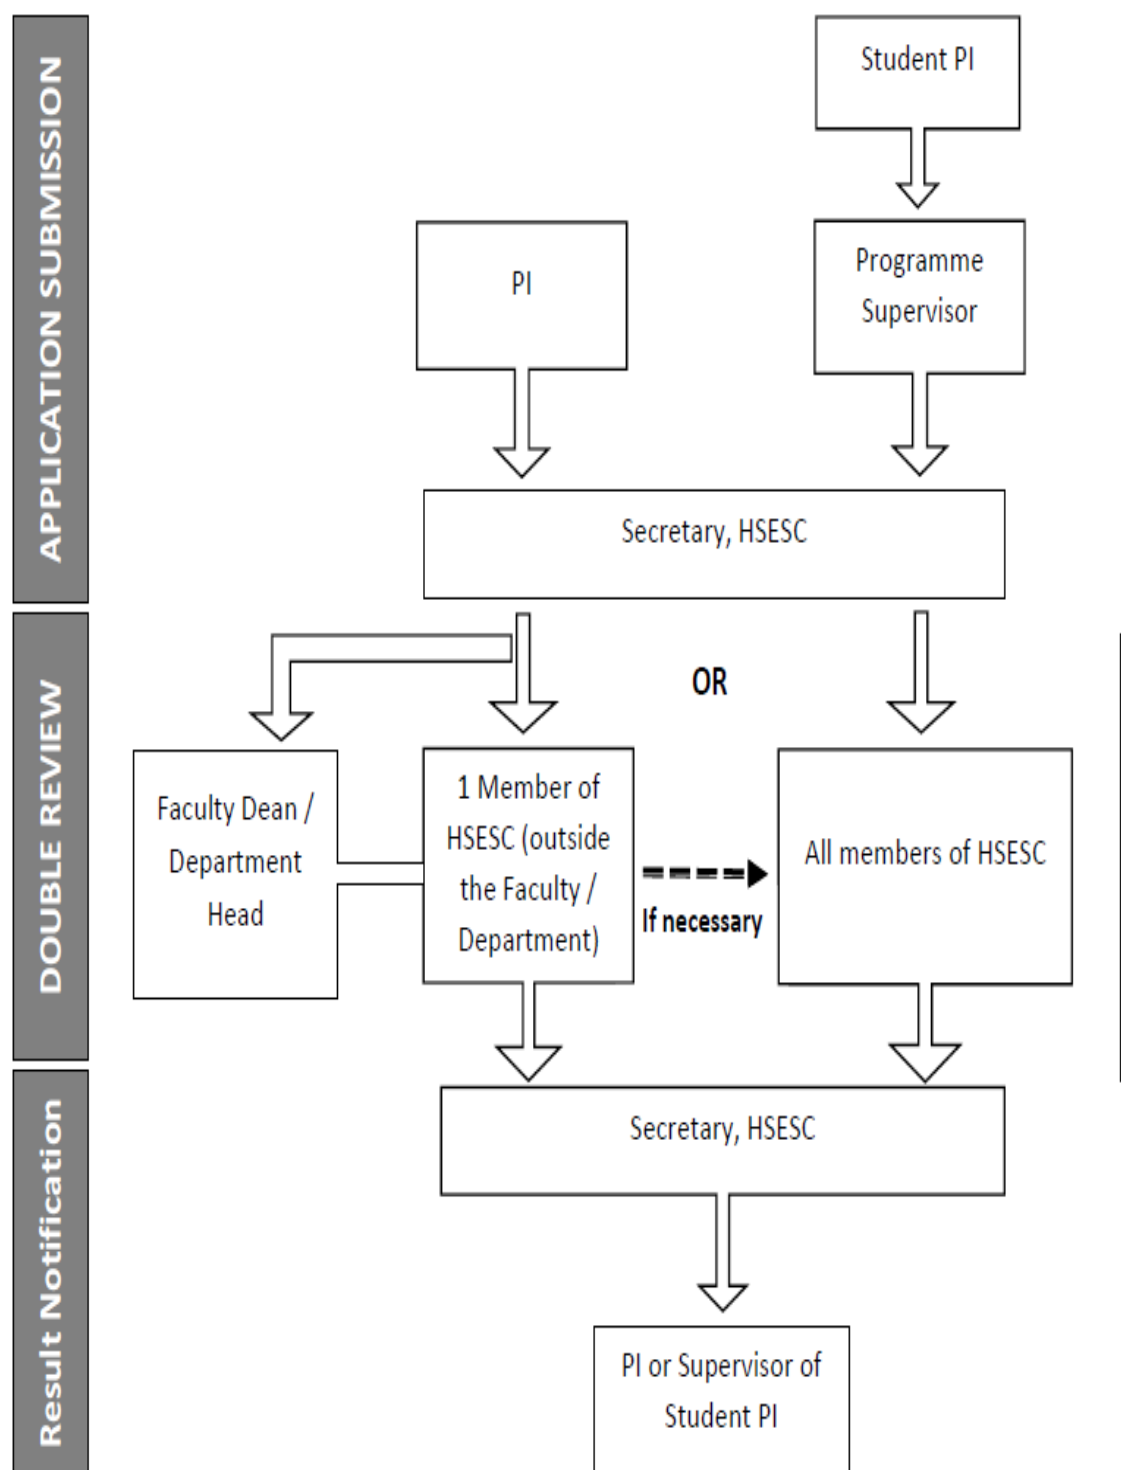 APPLICATION SUBMISSION
Student PI
PI
Programme
Supervisor
Secretary, HSESC
DOUBLE REVIEW
OR
Faculty Dean /
Department
Head
1 Member of
HSESC (outside
the Faculty /
Department)
If necessary
All members of HSESC
Result Notification
Secretary, HSESC
PI or Supervisor of
Student PI